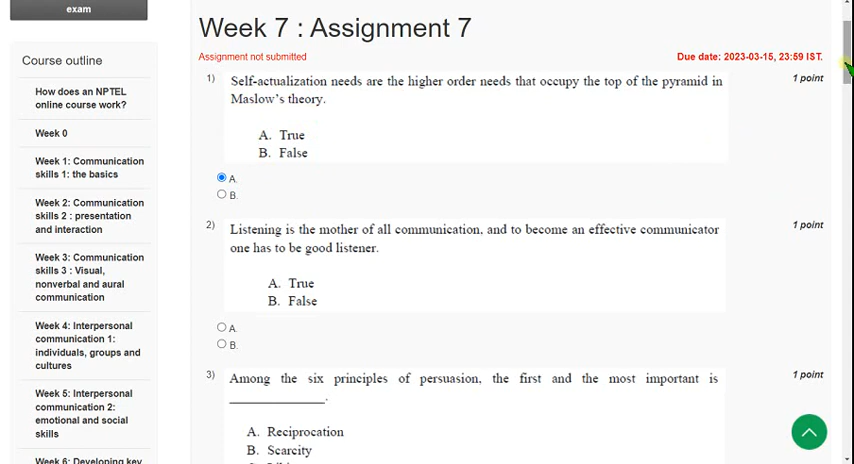 exam
Course outline
How does an NPTEL
online course work?
Week 0
Week 1: Communication
skills 1: the basics
Week 2: Communication
skills 2 : presentation
and interaction
Week 3: Communication
skills 3 : Visual,
nonverbal and aural
communication
Week 4: Interpersonal
communication 1:
individuals, groups and
cultures
Week 5: Interpersonal
communication 2:
emotional and social
skills
Week 6: Developing key
Week 7 : Assignment 7
Assignment not submitted
Due date: 2023-03-15, 23:59 IST.
1) Self-actualization needs are the higher order needs that occupy the top of the pyramid in
Maslow's theory.
1 point
A. True
B. False
A.
B.
2) Listening is the mother of all communication, and to become an effective communicator
one has to be good listener.
1 point
A. True
B. False
A.
B.
3) Among the six principles of persuasion, the first and the most important is
____________.
1 point
A. Reciprocation
B. Scarcity